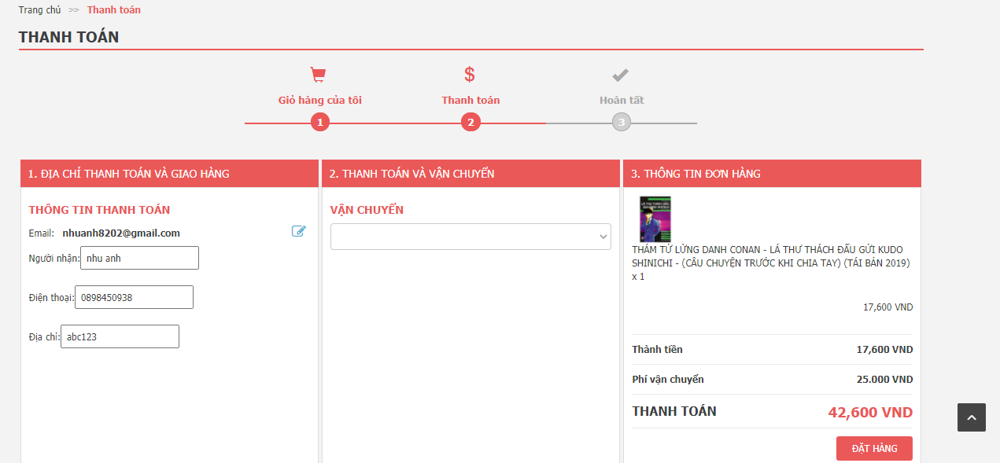 Trang chủ >> Thanh toán
THANH TOÁN
$
Giỏ hàng của tôi
Thanh toán
Hoàn tất
1
2
3
1. ĐỊA CHỈ THANH TOÁN VÀ GIAO HÀNG
THÔNG TIN THANH TOÁN
Email: nhuanh8202@gmail.com
Người nhận: nhu anh
Điện thoại: 0898450938
Địa chỉ: abc123
2. THANH TOÁN VÀ VẬN CHUYỂN
VẬN CHUYỂN
3. THÔNG TIN ĐƠN HÀNG
THÁM TỬ LỪNG DANH CONAN - LÁ THƯ THÁCH ĐẤU GỬI KUDO
SHINICHI - (CÂU CHUYỆN TRƯỚC KHI CHIA TAY) (TÁI BẢN 2019)
x 1
17,600 VND
Thành tiền 17,600 VND
Phí vận chuyển 25.000 VND
THANH TOÁN 42,600 VND
ĐẶT HÀNG